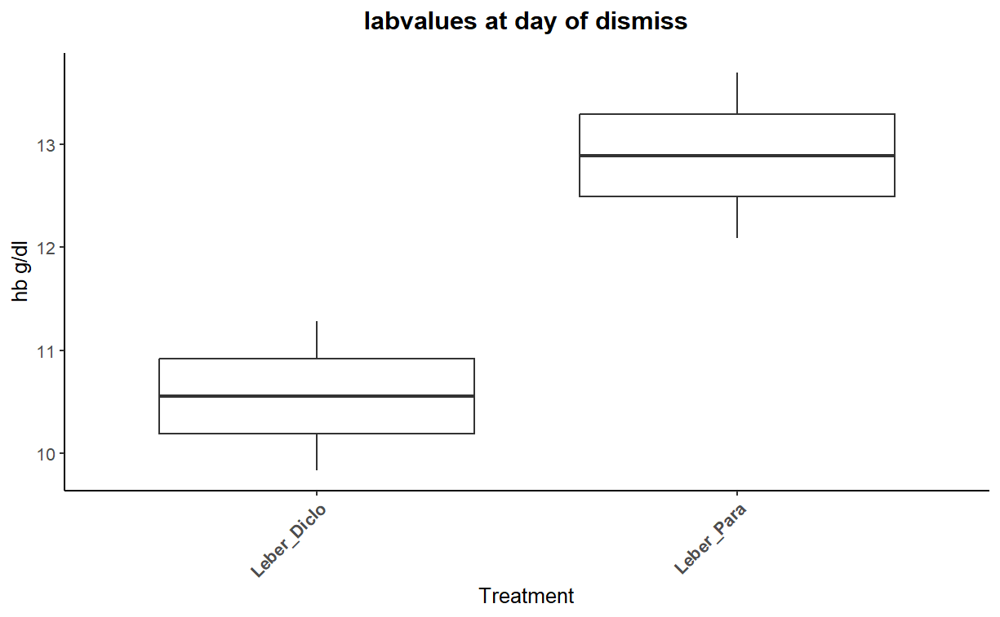 labvalues at day of dismiss
hb g/dl
13
12
11
10
Leber_Diclo
Leber_Para
Treatment